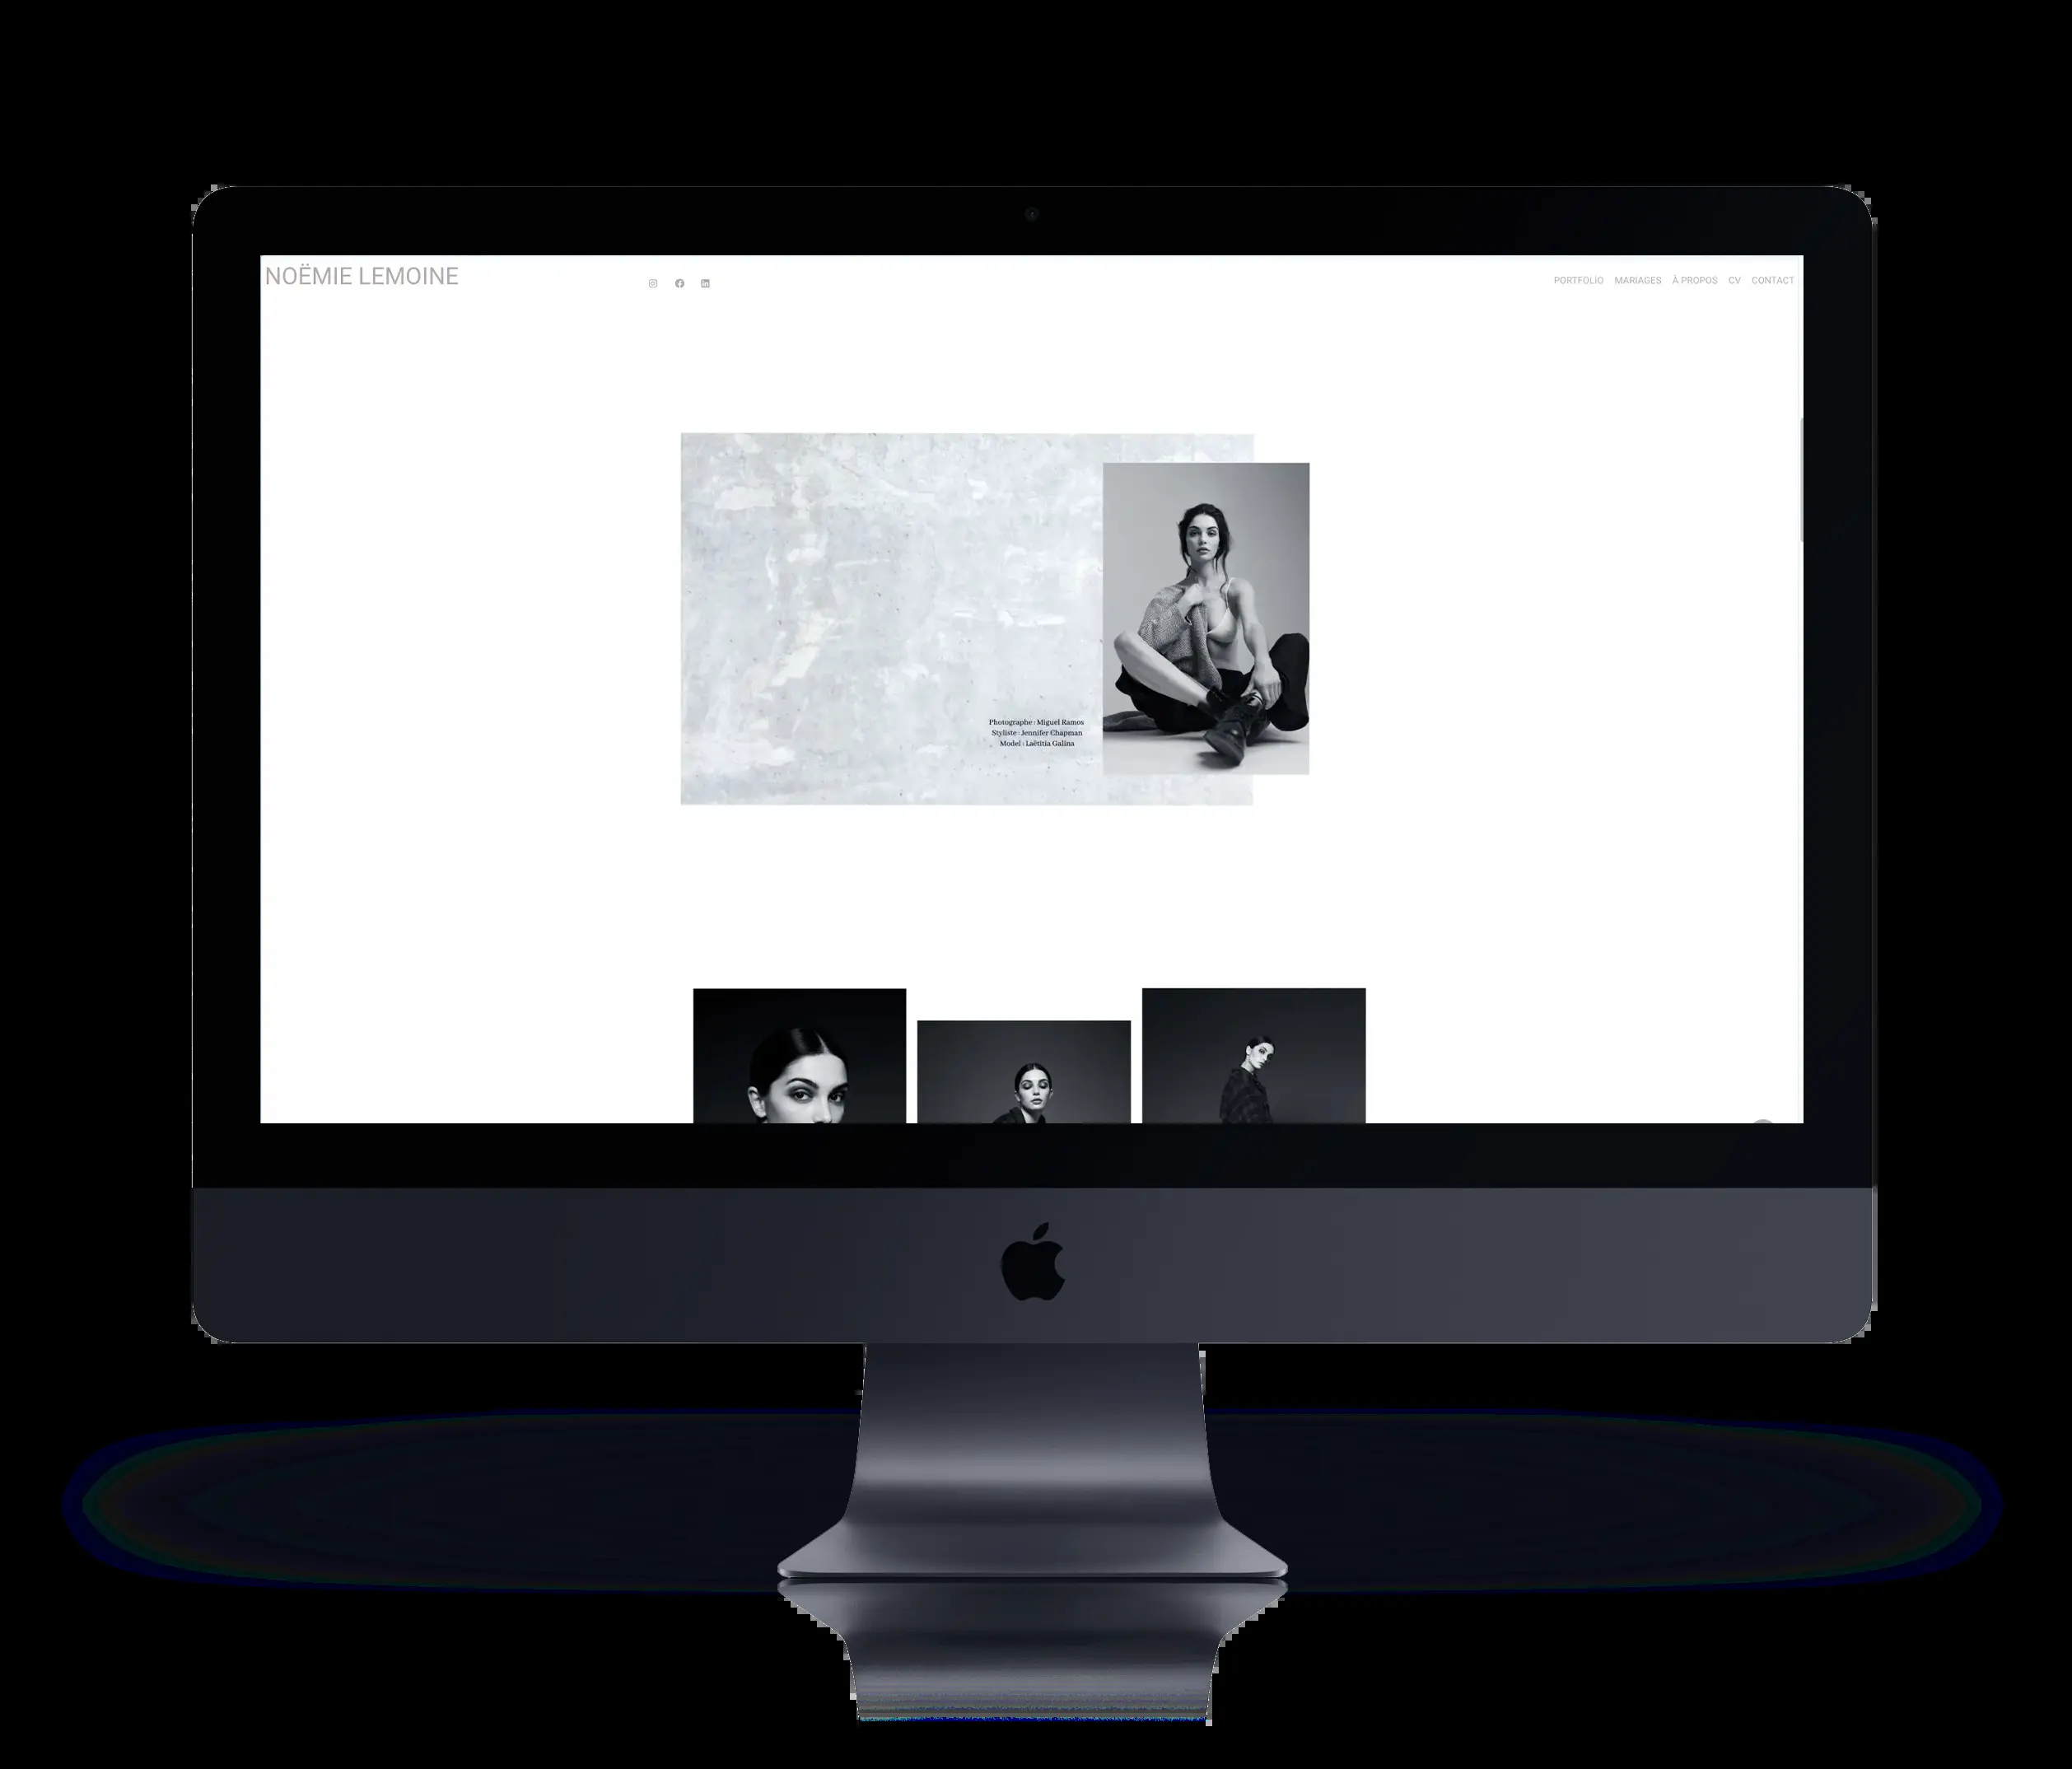 NOËMIE LEMOINE
PORTFOLIO MARIAGES À PROPOS CV CONTACT
Photographe : Miguel Ramos
Styliste : Jennifer Chapman
Model : Laëtitia Galina